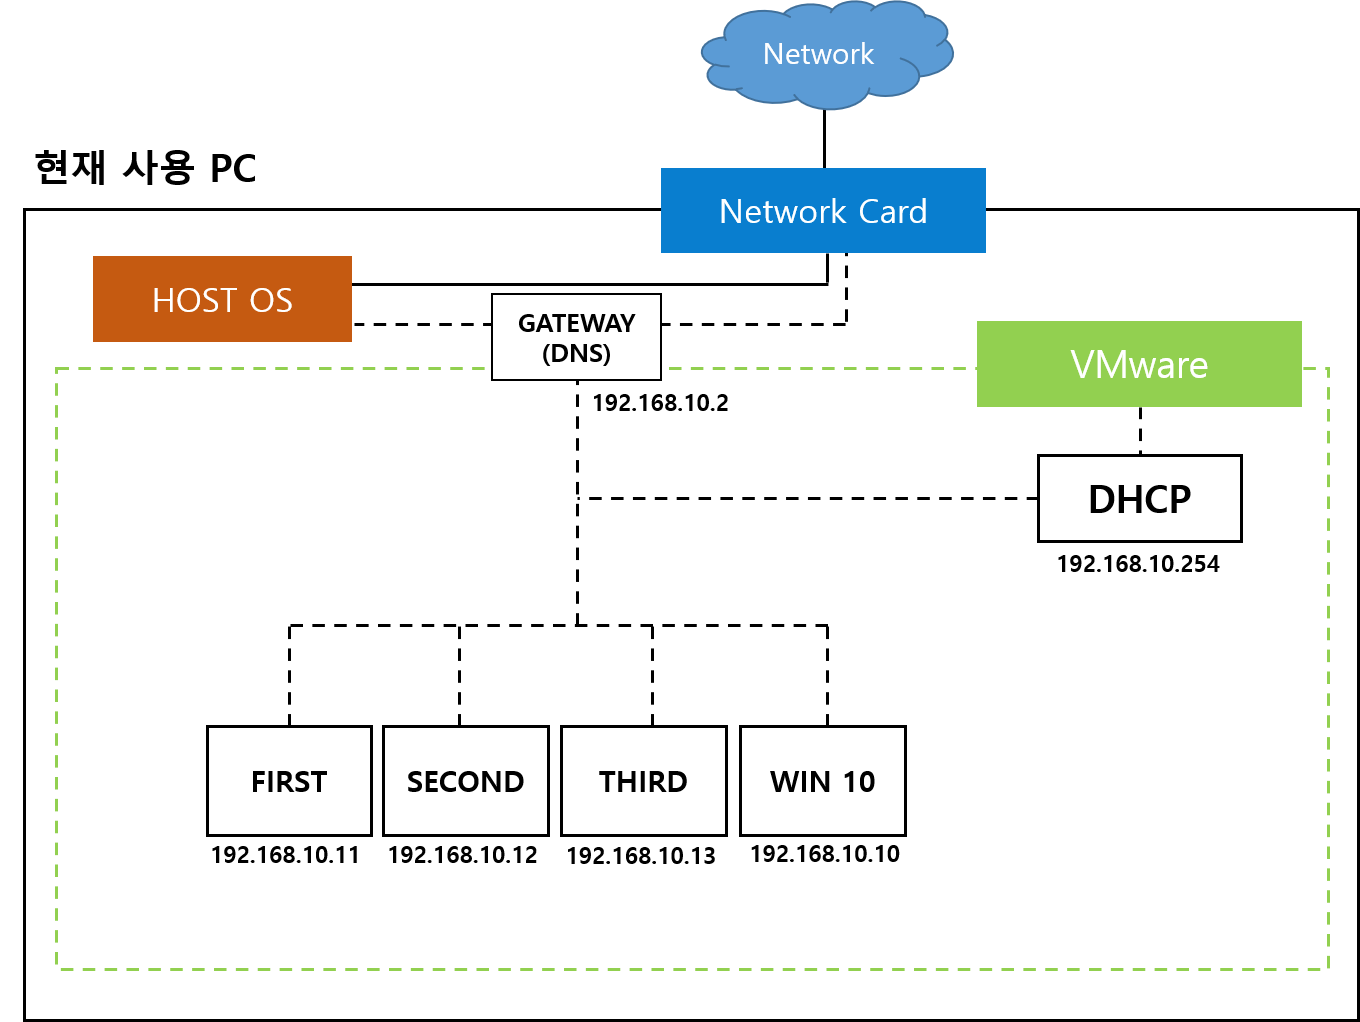 Network
현재 사용 PC
Network Card
HOST OS
GATEWAY
(DNS)
192.168.10.2
VMware
DHCP
192.168.10.254
FIRST
SECOND
THIRD
WIN 10
192.168.10.11
192.168.10.12
192.168.10.13
192.168.10.10